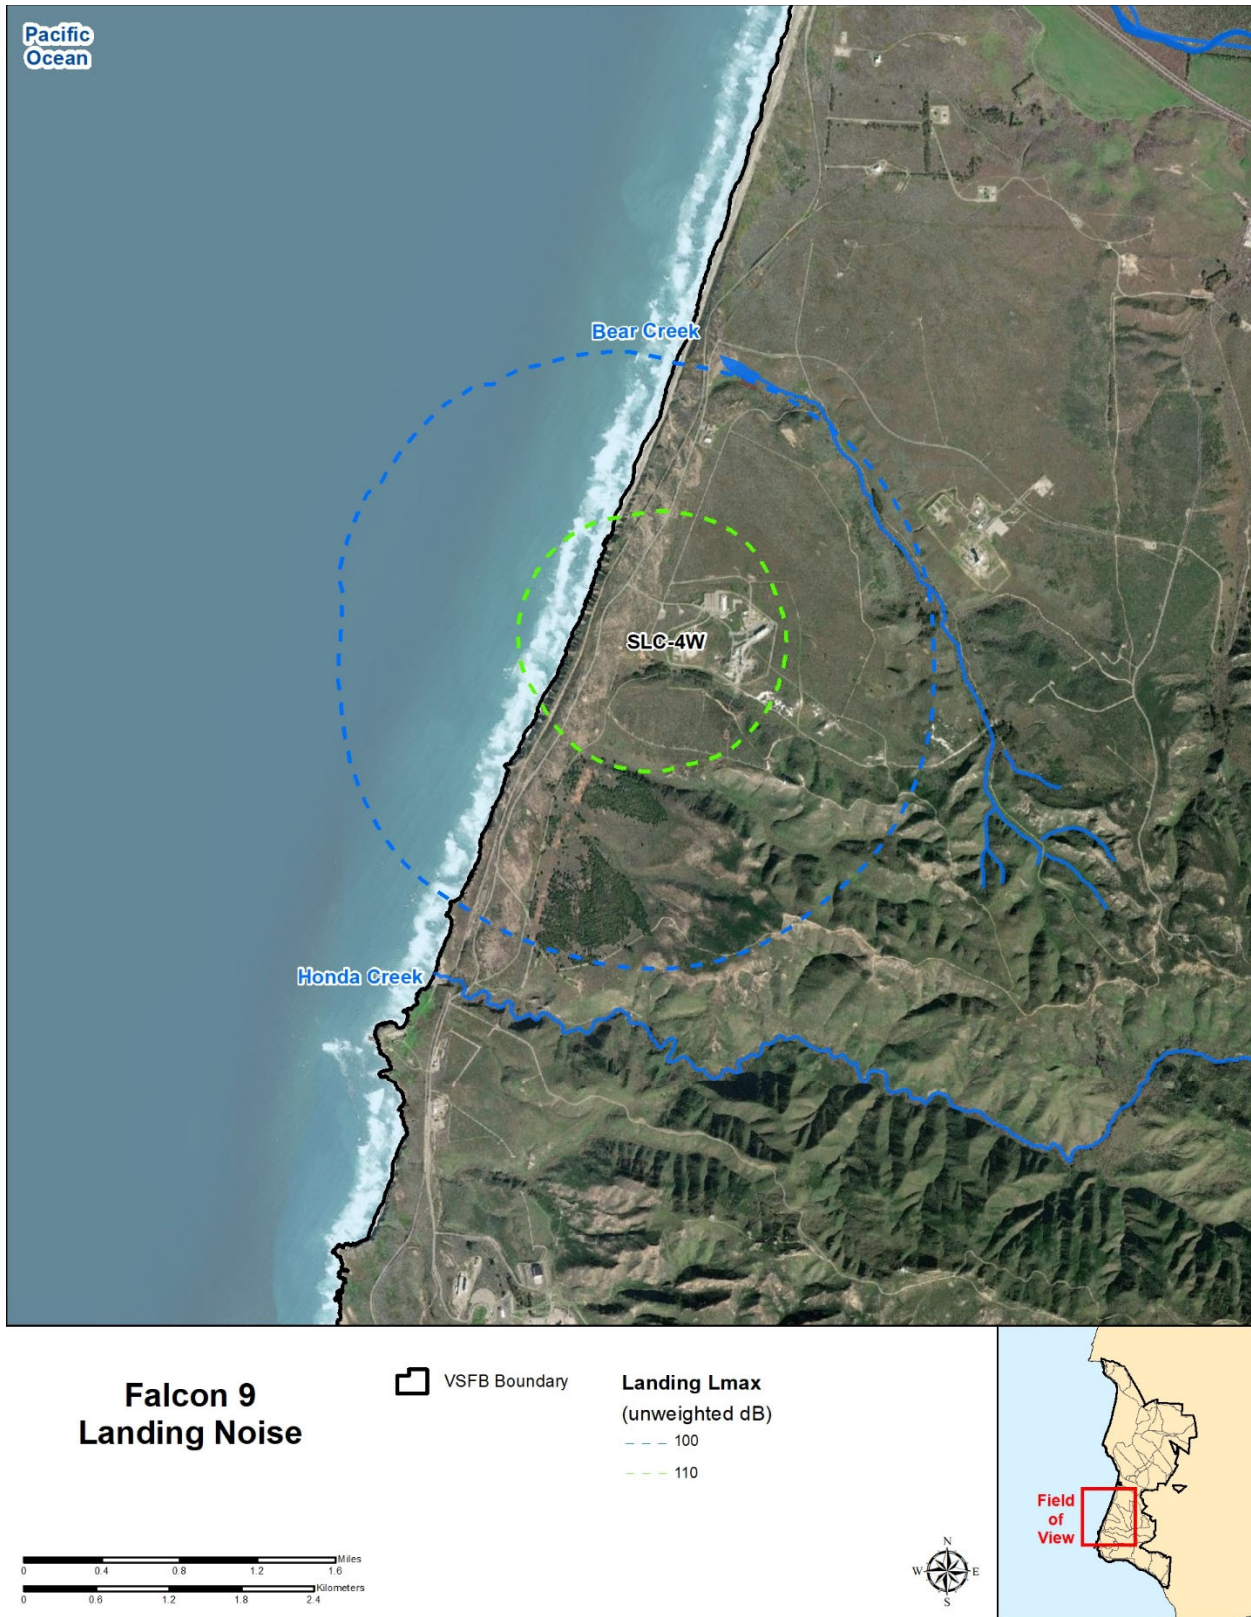 Pacific
Ocean
Bear Creek
SLC-4W
Honda Creek
Falcon 9
Landing Noise
VSFB Boundary
Landing Lmax
(unweighted dB)
100
110
Miles
0 0.4 0.8 1.2 1.6
Kilometers
0 0.6 1.2 1.8 2.4
N
W E
S
Field
of
View